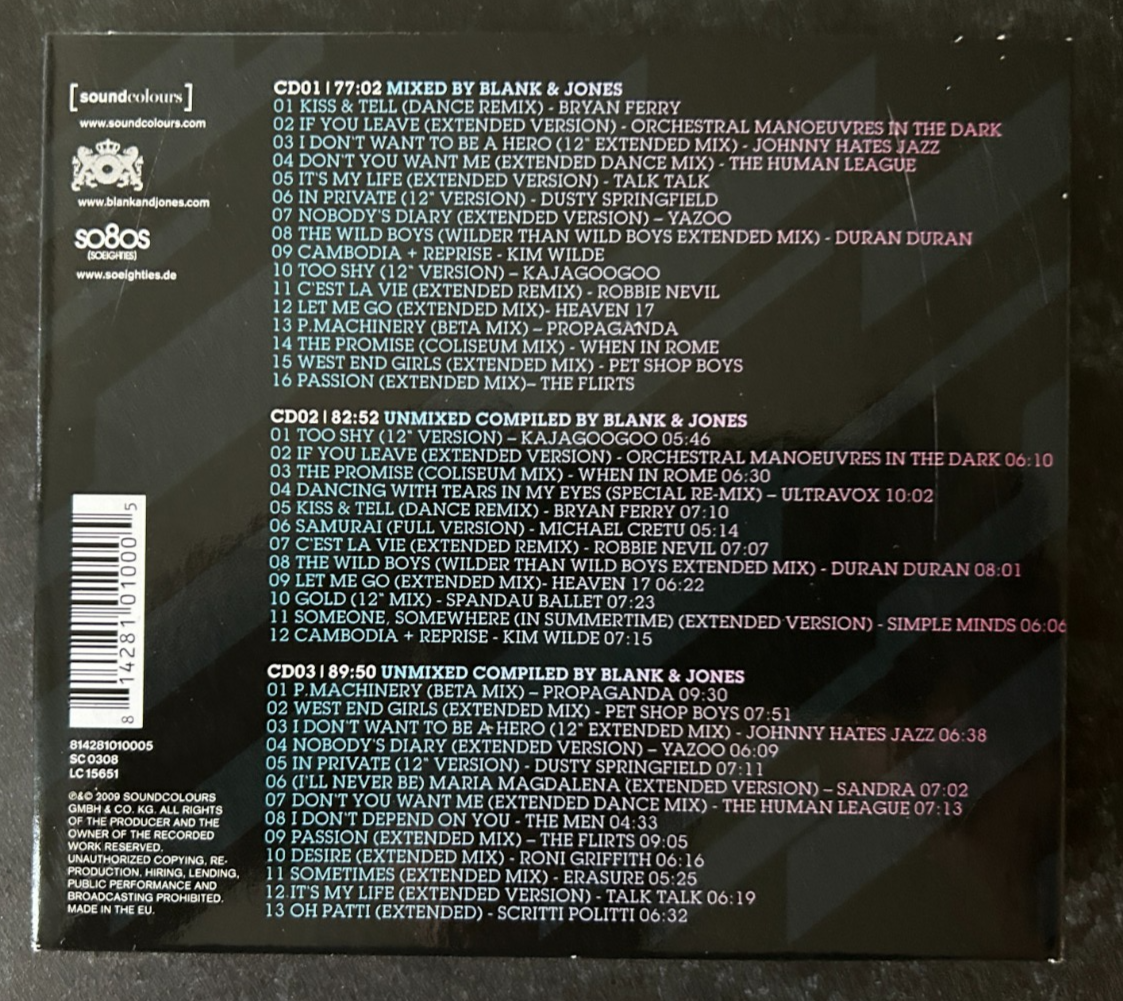 [soundcolours]
www.soundcolours.com
www.blankandjones.com
so80s
(SOEIGHTIES)
www.soeighties.de
CD01 | 77:02 MIXED BY BLANK & JONES
01 KISS & TELL (DANCE REMIX) - BRYAN FERRY
02 IF YOU LEAVE (EXTENDED VERSION) - ORCHESTRAL MANOEUVRES IN THE DARK
03 I DON'T WANT TO BE A HERO (12" EXTENDED MIX) - JOHNNY HATES JAZZ
04 DON'T YOU WANT ME (EXTENDED DANCE MIX) - THE HUMAN LEAGUE
05 IT'S MY LIFE (EXTENDED VERSION) - TALK TALK
06 IN PRIVATE (12" VERSION) - DUSTY SPRINGFIELD
07 NOBODY'S DIARY (EXTENDED VERSION) – YAZOO
08 THE WILD BOYS (WILDER THAN WILD BOYS EXTENDED MIX) - DURAN DURAN
09 CAMBODIA + REPRISE - KIM WILDE
10 TOO SHY (12" VERSION) – KAJAGOOGOO
11 C'EST LA VIE (EXTENDED REMIX) - ROBBIE NEVIL
12 LET ME GO (EXTENDED MIX)- HEAVEN 17
13 P.MACHINERY (BETA MIX) – PROPAGANDA
14 THE PROMISE (COLISEUM MIX) - WHEN IN ROME
15 WEST END GIRLS (EXTENDED MIX) - PET SHOP BOYS
16 PASSION (EXTENDED MIX)– THE FLIRTS
CD02 | 82:52 UNMIXED COMPILED BY BLANK & JONES
01 TOO SHY (12" VERSION) – KAJAGOOGOO 05:46
02 IF YOU LEAVE (EXTENDED VERSION) - ORCHESTRAL MANOEUVRES IN THE DARK 06:10
03 THE PROMISE (COLISEUM MIX) - WHEN IN ROME 06:30
04 DANCING WITH TEARS IN MY EYES (SPECIAL RE-MIX) – ULTRAVOX 10:02
05 KISS & TELL (DANCE REMIX) - BRYAN FERRY 07:10
06 SAMURAI (FULL VERSION) - MICHAEL CRETU 05:14
07 C'EST LA VIE (EXTENDED REMIX) - ROBBIE NEVIL 07:07
08 THE WILD BOYS (WILDER THAN WILD BOYS EXTENDED MIX) - DURAN DURAN 08:01
09 LET ME GO (EXTENDED MIX)- HEAVEN 17 06:22
10 GOLD (12" MIX) - SPANDAU BALLET 07:23
11 SOMEONE, SOMEWHERE (IN SUMMERTIME) (EXTENDED VERSION) - SIMPLE MINDS 06:06
12 CAMBODIA + REPRISE - KIM WILDE 07:15
CD03 | 89:50 UNMIXED COMPILED BY BLANK & JONES
01 P.MACHINERY (BETA MIX) – PROPAGANDA 09:30
02 WEST END GIRLS (EXTENDED MIX) - PET SHOP BOYS 07:51
03 I DON'T WANT TO BE A HERO (12" EXTENDED MIX) - JOHNNY HATES JAZZ 06:38
04 NOBODY'S DIARY (EXTENDED VERSION) – YAZOO 06:09
05 IN PRIVATE (12" VERSION) - DUSTY SPRINGFIELD 07:11
06 (I'LL NEVER BE) MARIA MAGDALENA (EXTENDED VERSION) – SANDRA 07:02
07 DON'T YOU WANT ME (EXTENDED DANCE MIX) - THE HUMAN LEAGUE 07:13
08 I DON'T DEPEND ON YOU - THE MEN 04:33
09 PASSION (EXTENDED MIX) – THE FLIRTS 09:05
10 DESIRE (EXTENDED MIX) - RONI GRIFFITH 06:16
11 SOMETIMES (EXTENDED MIX) - ERASURE 05:25
12 IT'S MY LIFE (EXTENDED VERSION) - TALK TALK 06:19
13 OH PATTI (EXTENDED) - SCRITTI POLITTI 06:32
8 14281 01000 5
814281010005
SC 0308
LC 15651
℗&© 2009 SOUNDCOLOURS
GMBH & CO. KG. ALL RIGHTS
OF THE PRODUCER AND THE
OWNER OF THE RECORDED
WORK RESERVED.
UNAUTHORIZED COPYING, RE-
PRODUCTION, HIRING, LENDING,
PUBLIC PERFORMANCE AND
BROADCASTING PROHIBITED.
MADE IN THE EU.